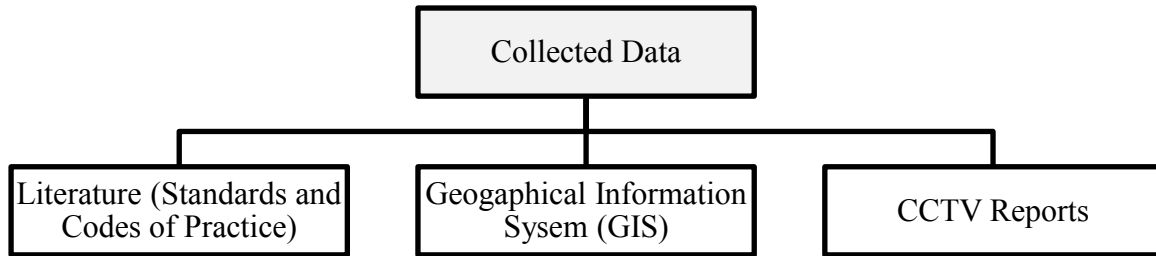 Collected Data
Literature (Standards and
Codes of Practice)
Geogaphical Information
Sysem (GIS)
CCTV Reports